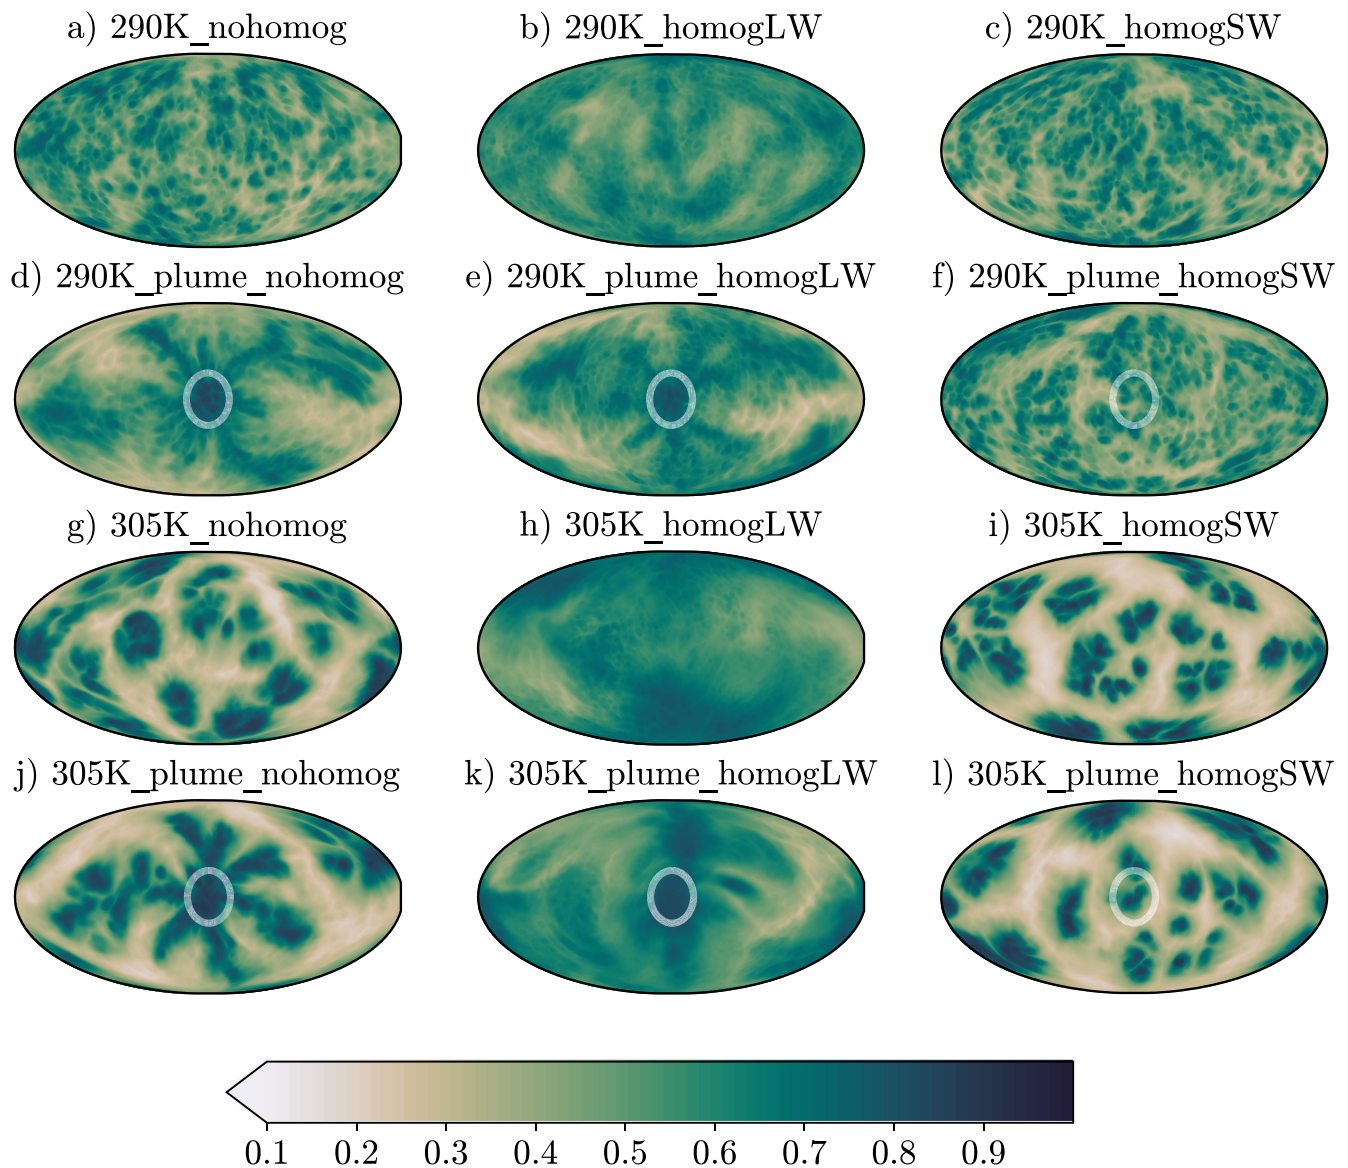 a) 290K_nohomog
b) 290K_homogLW
c) 290K_homogSW
d) 290K_plume_nohomog
e) 290K_plume_homogLW
f) 290K_plume_homogSW
g) 305K_nohomog
h) 305K_homogLW
i) 305K_homogSW
j) 305K_plume_nohomog
k) 305K_plume_homogLW
l) 305K_plume_homogSW
0.1 0.2 0.3 0.4 0.5 0.6 0.7 0.8 0.9